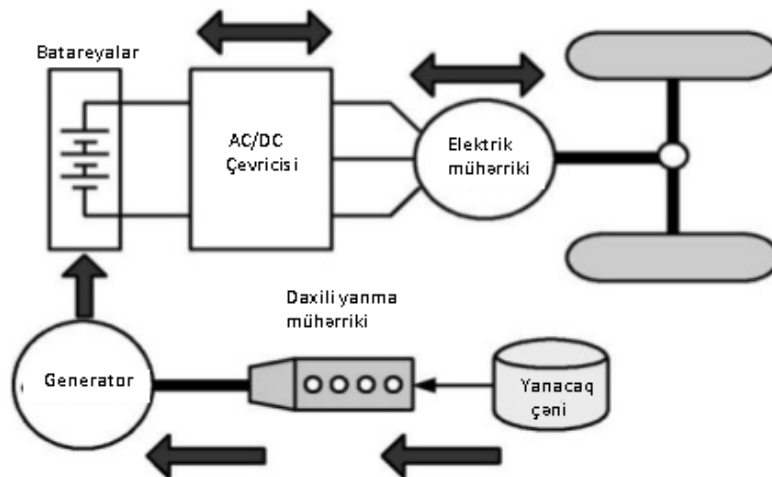 Batareyalar
AC/DC
Çevricisi
Elektrik
mühərriki
Daxili yanma
mühərriki
Generator
Yanacaq
çəni